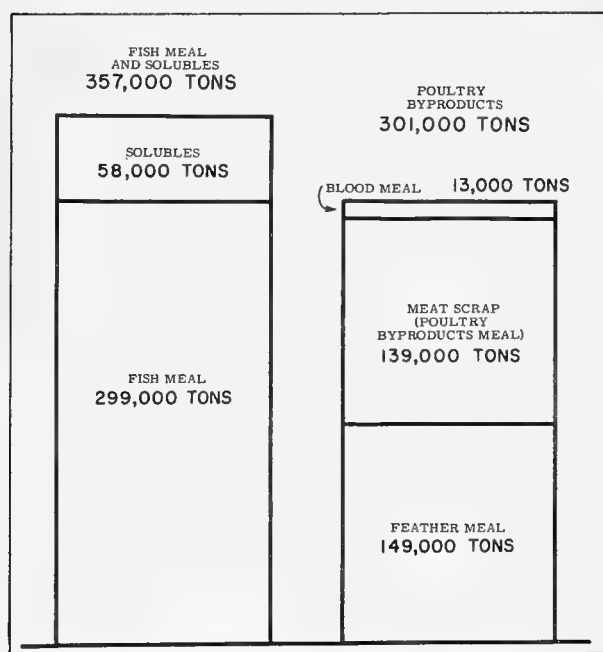 FISH MEAL
AND SOLUBLES
357,000 TONS
SOLUBLES
58,000 TONS
FISH MEAL
299,000 TONS
POULTRY
BYPRODUCTS
301,000 TONS
BLOOD MEAL 13,000 TONS
MEAT SCRAP
(POULTRY
BYPRODUCTS MEAL)
139,000 TONS
FEATHER MEAL
149,000 TONS